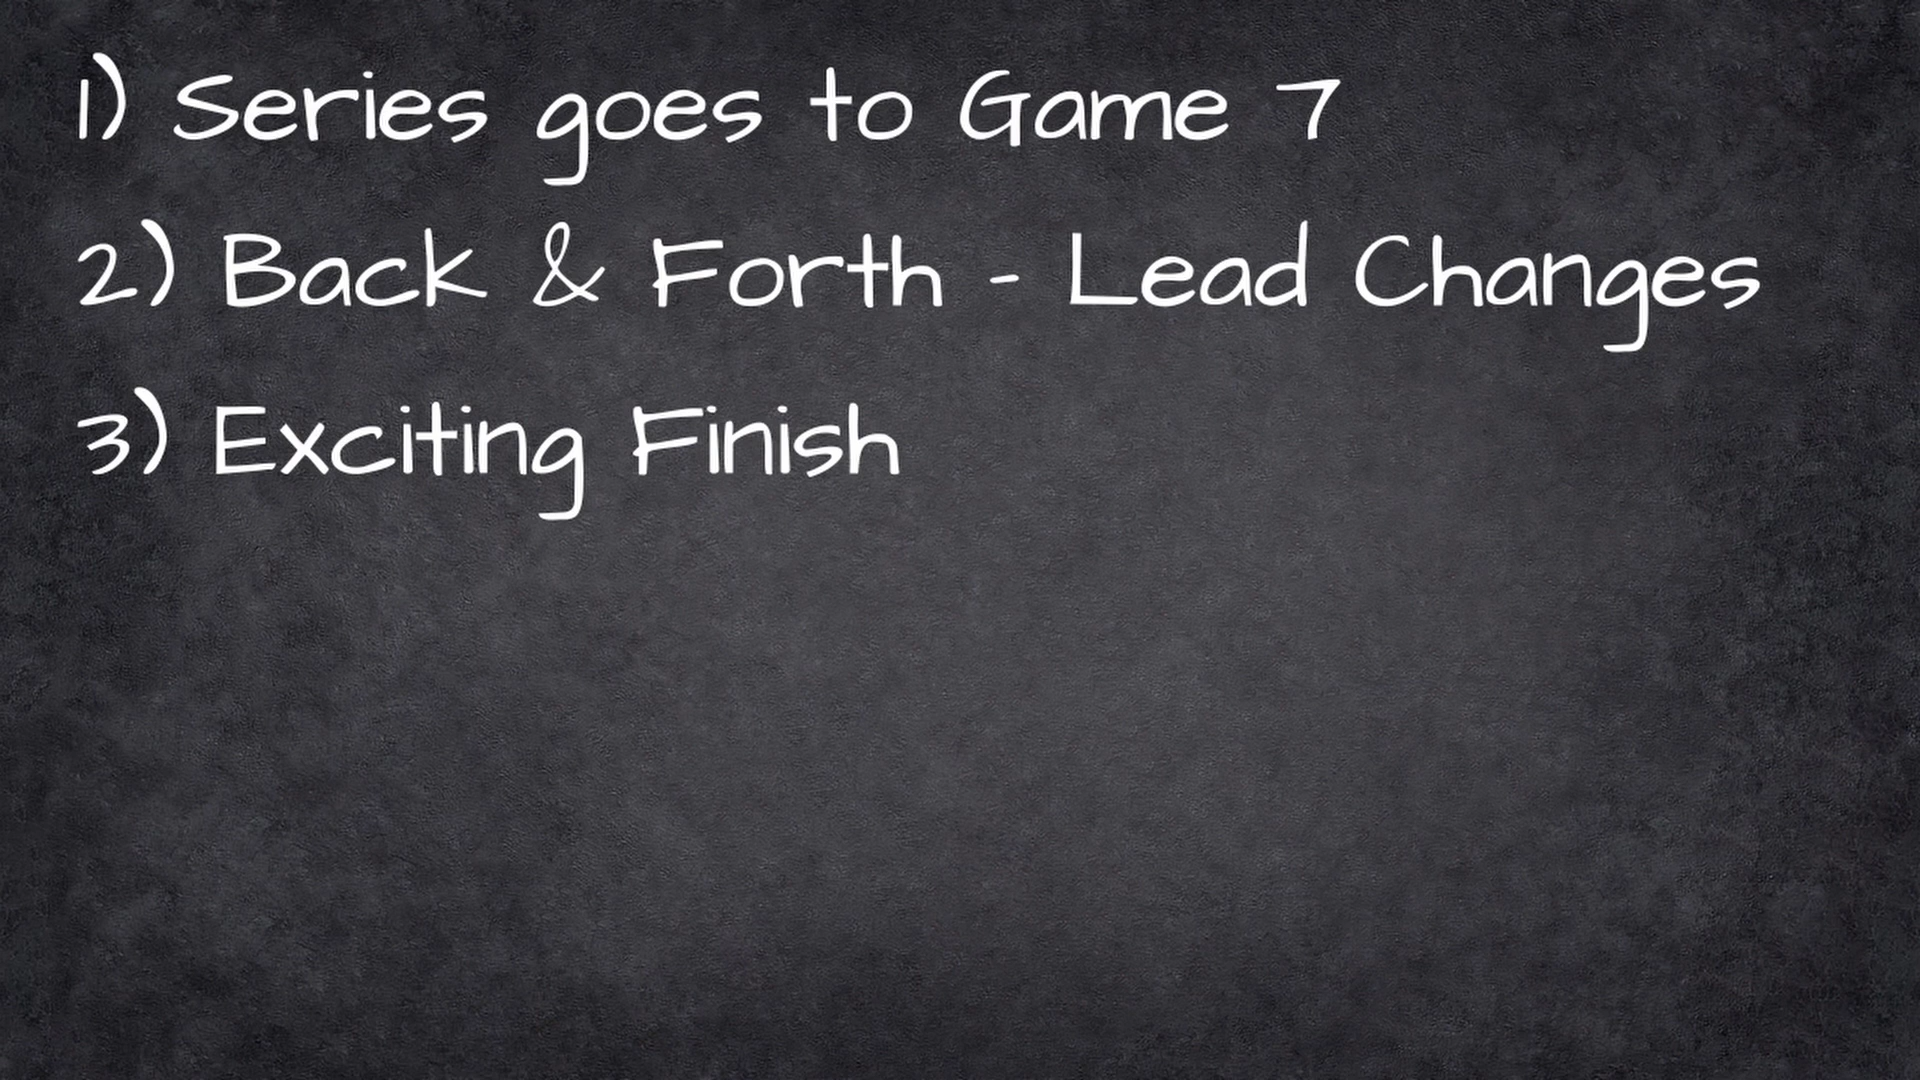 1) Series goes to Game 7
2) Back & Forth - Lead Changes
3) Exciting Finish